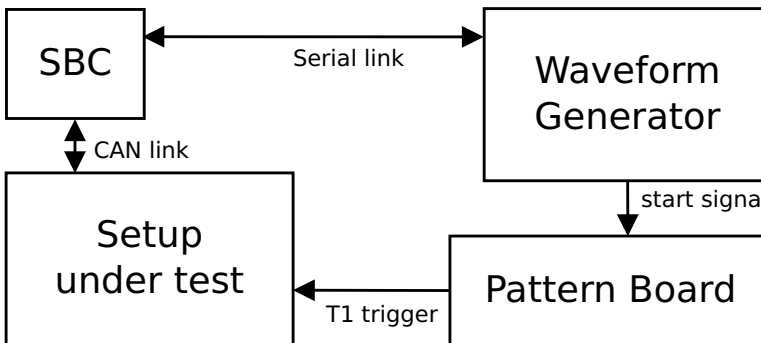 SBC
Serial link
Waveform
Generator
CAN link
start signa
Setup
under test
T1 trigger
Pattern Board